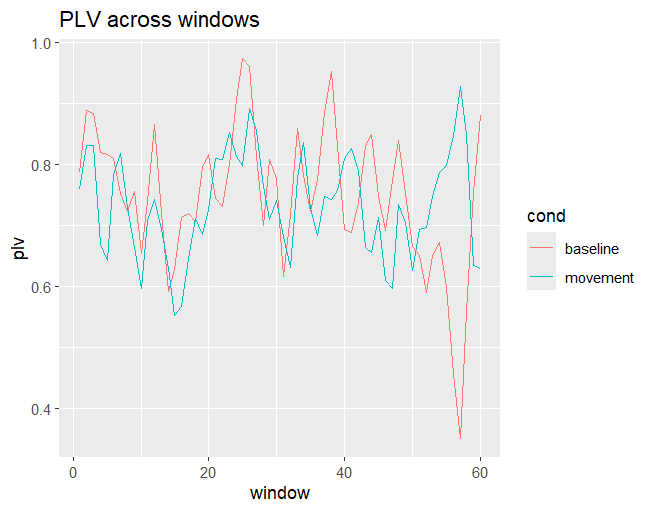 PLV across windows
1.0
0.8
0.6
0.4
plv
0
20
40
60
window
cond
baseline
movement